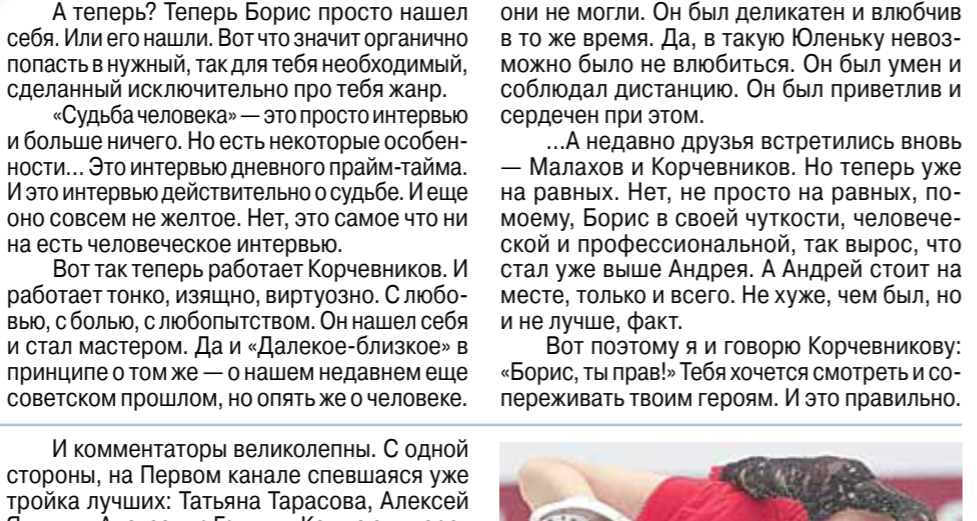 А теперь? Теперь Борис просто нашел
себя. Или его нашли. Вот что значит органично
попасть в нужный, так для тебя необходимый,
сделанный исключительно про тебя жанр.
«Судьба человека» — это просто интервью
и больше ничего. Но есть некоторые особен-
ности... Это интервью дневного прайм-тайма.
И это интервью действительно о судьбе. И еще
оно совсем не желтое. Нет, это самое что ни
на есть человеческое интервью.
Вот так теперь работает Корчевников. И
работает тонко, изящно, виртуозно. С любо-
вью, с болью, с любопытством. Он нашел себя
и стал мастером. Да и «Далекое-близкое» в
принципе о том же — о нашем недавнем еще
советском прошлом, но опять же о человеке.
они не могли. Он был деликатен и влюбчив
в то же время. Да, в такую Юленьку невоз-
можно было не влюбиться. Он был умен и
соблюдал дистанцию. Он был приветлив и
сердечен при этом.
...А недавно друзья встретились вновь
— Малахов и Корчевников. Но теперь уже
на равных. Нет, не просто на равных, по-
моему, Борис в своей чуткости, человече-
ской и профессиональной, так вырос, что
стал уже выше Андрея. А Андрей стоит на
месте, только и всего. Не хуже, чем был, но
и не лучше, факт.
Вот поэтому я и говорю Корчевникову:
«Борис, ты прав!» Тебя хочется смотреть и со-
переживать твоим героям. И это правильно.
И комментаторы великолепны. С одной
стороны, на Первом канале спевшаяся уже
тройка лучших: Татьяна Тарасова, Алексей